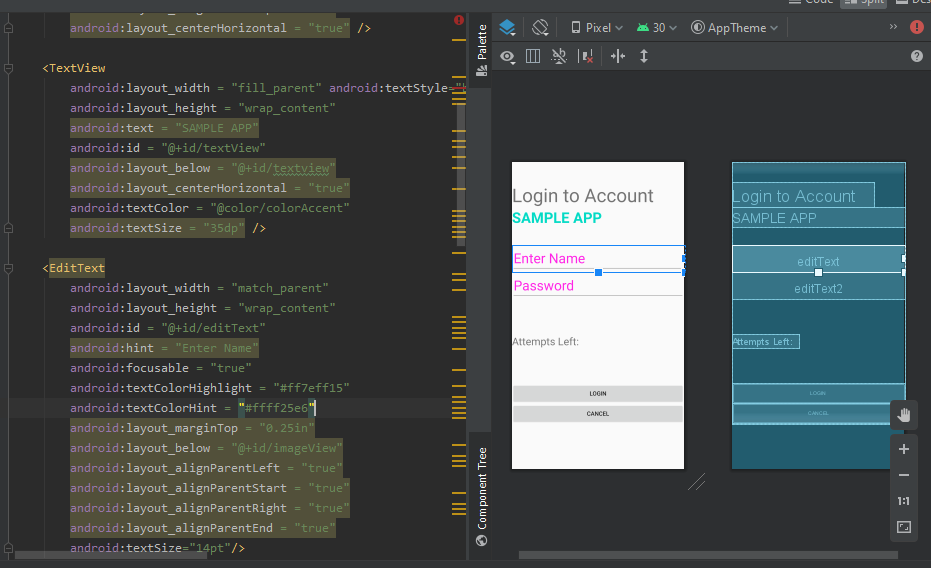 Code
Split
Des
android:layout_centerHorizontal = "true" />
<TextView
android:layout_width = "fill_parent" android:textStyle="
android:layout_height = "wrap_content"
android:text = "SAMPLE APP"
android:id = "@+id/textView"
android:layout_below = "@+id/textview"
android:layout_centerHorizontal = "true"
android:textColor = "@color/colorAccent"
android:textSize = "35dp" />
<EditText
android:layout_width = "match_parent"
android:layout_height = "wrap_content"
android:id = "@+id/editText"
android:hint = "Enter Name"
android:focusable = "true"
android:textColorHighlight = "#ff7eff15"
android:textColorHint = "#ffff25e6"
android:layout_marginTop = "0.25in"
android:layout_below = "@+id/imageView"
android:layout_alignParentLeft = "true"
android:layout_alignParentStart = "true"
android:layout_alignParentRight = "true"
android:layout_alignParentEnd = "true"
android:textSize="14pt"/>
Palette
Component Tree
Pixel
30
AppTheme
Login to Account
SAMPLE APP
Enter Name
Password
Attempts Left:
LOGIN
CANCEL
Login to Account
SAMPLE APP
editText
editText2
Attempts Left:
LOGIN
CANCEL
1:1